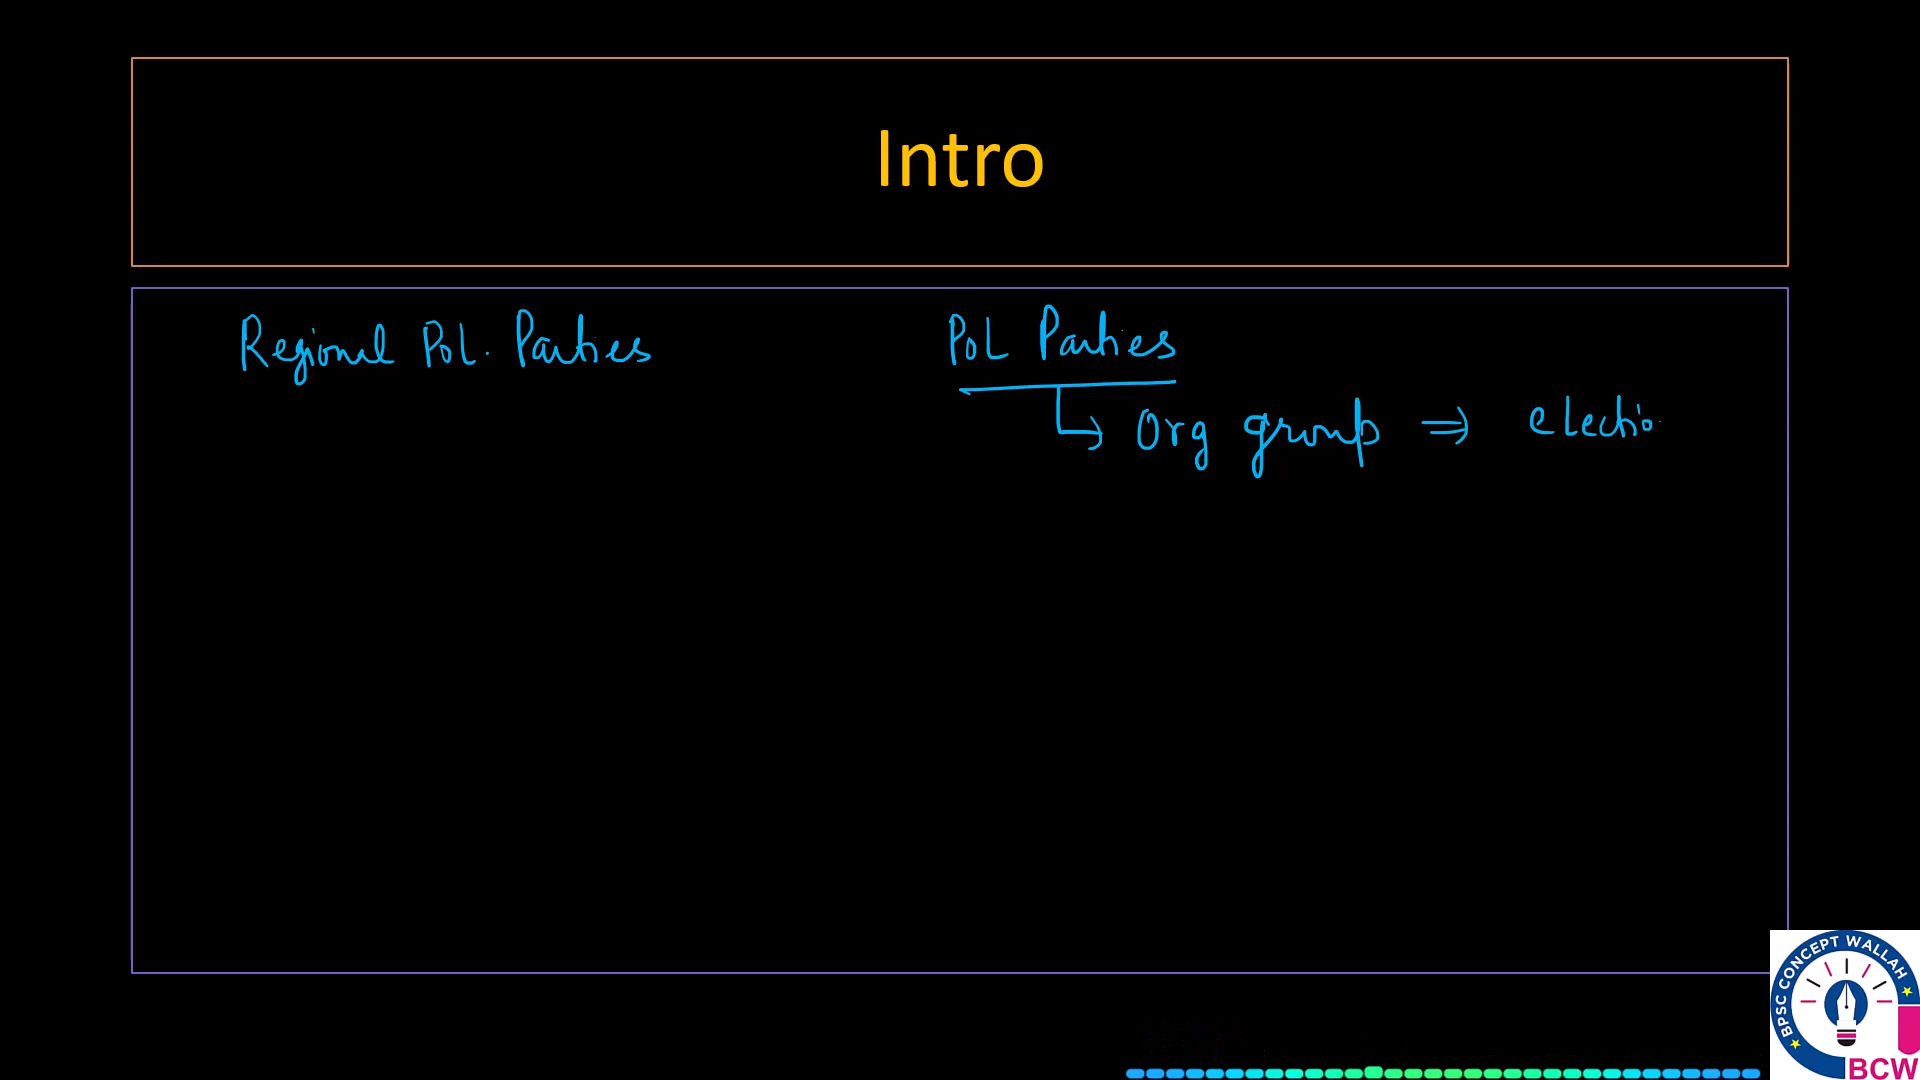 Intro
Regional Pol. Parties
Pol Parties
↳ Org group ⇒ electio
BPSC CONCEPT WALLAH
BCW